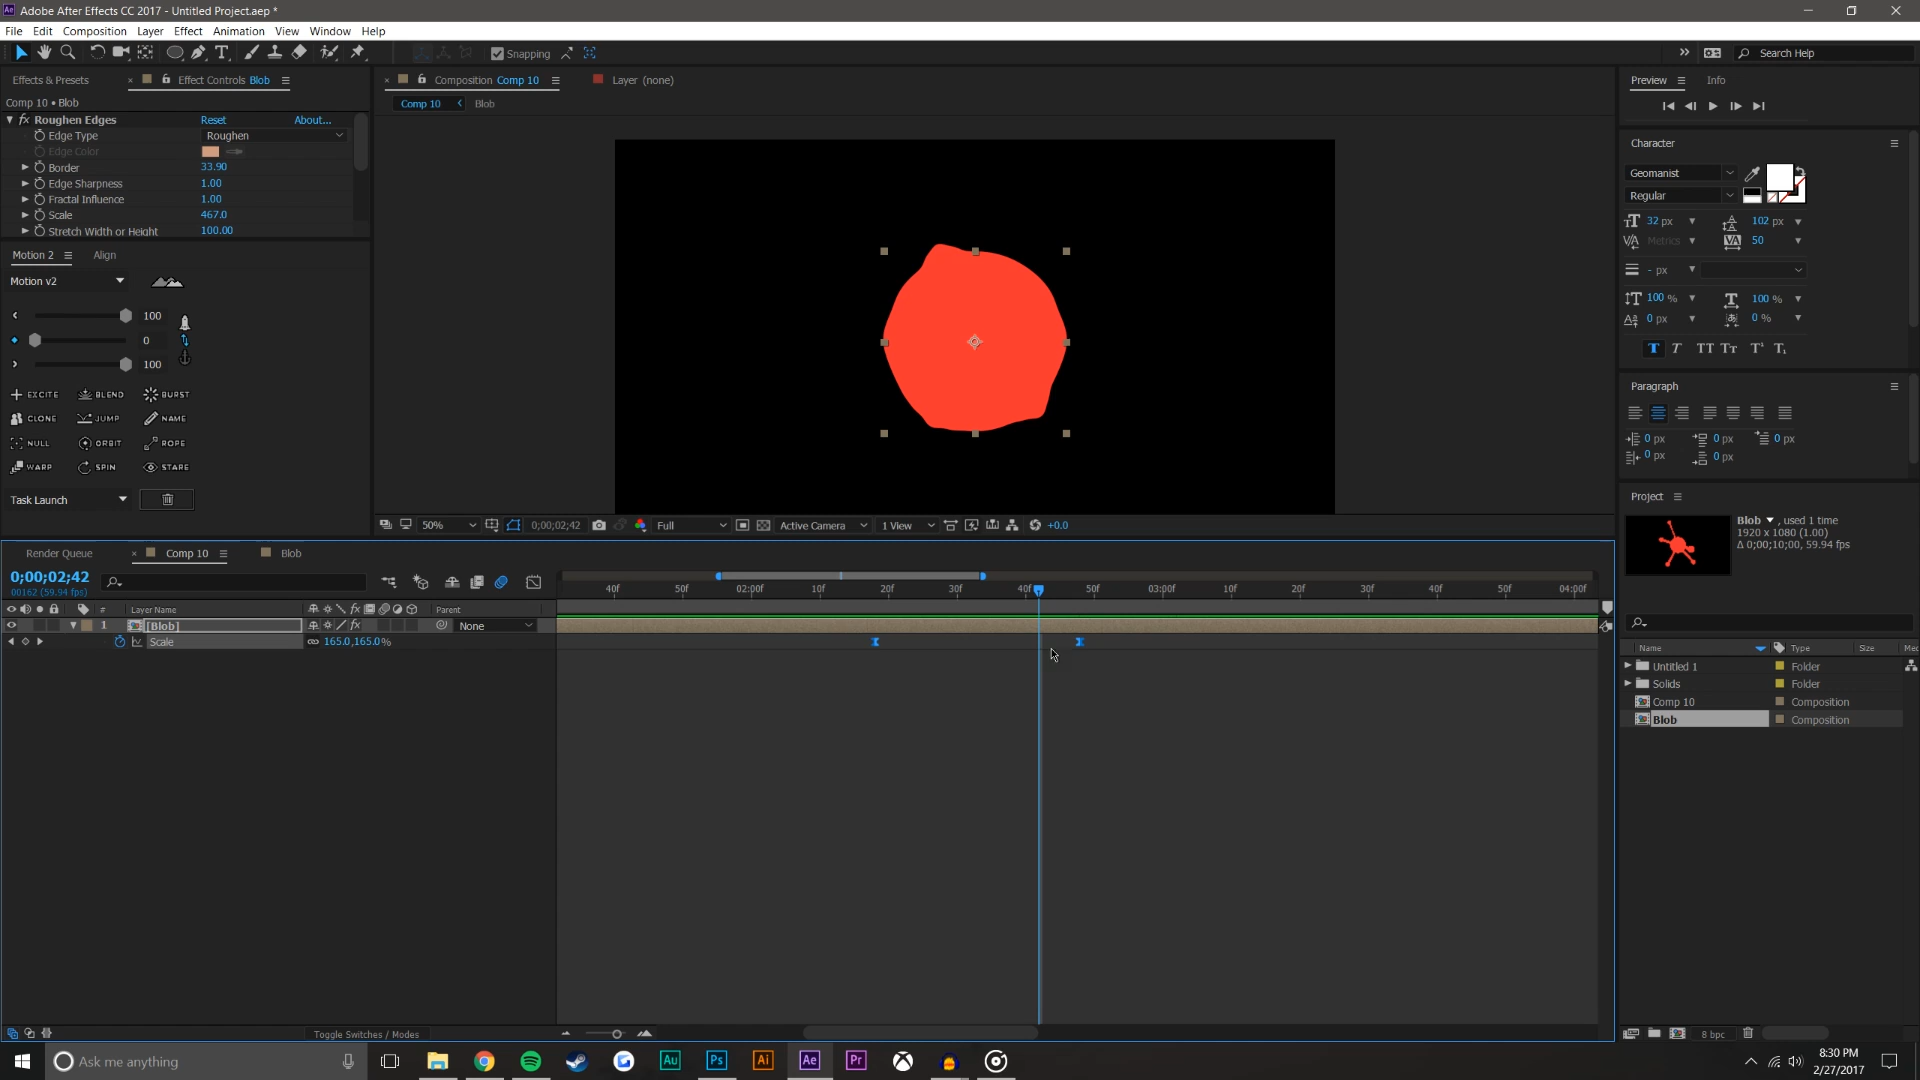 Adobe After Effects CC 2017 - Untitled Project.aep *
File Edit Composition Layer Effect Animation View Window Help
Snapping
Search Help
Effects & Presets
Effect Controls Blob
Composition Comp 10
Layer (none)
Preview
Info
Comp 10 • Blob
Comp 10
Blob
Roughen Edges Reset About...
Edge Type Roughen
Edge Color
Border 33.90
Edge Sharpness 1.00
Fractal Influence 1.00
Scale 467.0
Stretch Width or Height 100.00
Motion 2
Align
Motion v2
100
0
100
EXCITE BLEND BURST
CLONE JUMP NAME
NULL ORBIT ROPE
WARP SPIN STARE
Task Launch
Character
Geomanist
Regular
32 px 102 px
Metrics 50
- px
100 % 100 %
0 px 0 %
Paragraph
0 px 0 px 0 px
0 px 0 px
50% 0;00;02;42 Full Active Camera 1 View +0.0
Project
Blob , used 1 time
1920 x 1080 (1.00)
Δ 0;00;10;00, 59.94 fps
Render Queue
Comp 10
Blob
0;00;02;42
00162 (59.94 fps)
40f 50f 02:00f 10f 20f 30f 40f 50f 03:00f 10f 20f 30f 40f 50f 04:00f
# Layer Name Parent
1 [Blob] None
Scale 165.0,165.0%
Name Type Size
Untitled 1 Folder
Solids Folder
Comp 10 Composition
Blob Composition
Toggle Switches / Modes
8 bpc
Ask me anything
Au Ps Ai Ae Pr
8:30 PM
2/27/2017